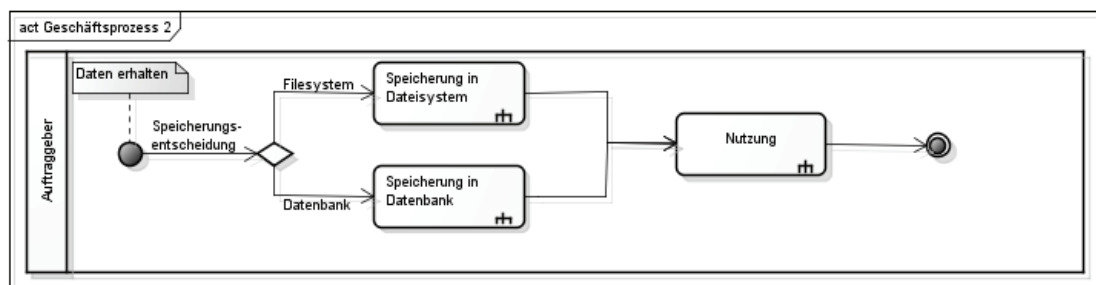 act Geschäftsprozess 2
Auftraggeber
Daten erhalten
Speicherungs-
entscheidung
Filesystem
Datenbank
Speicherung in
Dateisystem
Speicherung in
Datenbank
Nutzung